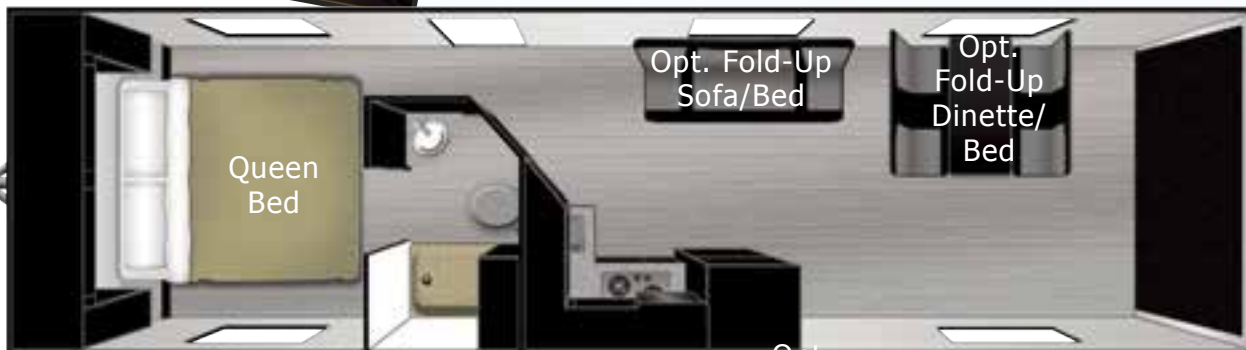 Opt. Fold-Up
Sofa/Bed
Opt.
Fold-Up
Dinette/
Bed
Queen
Bed